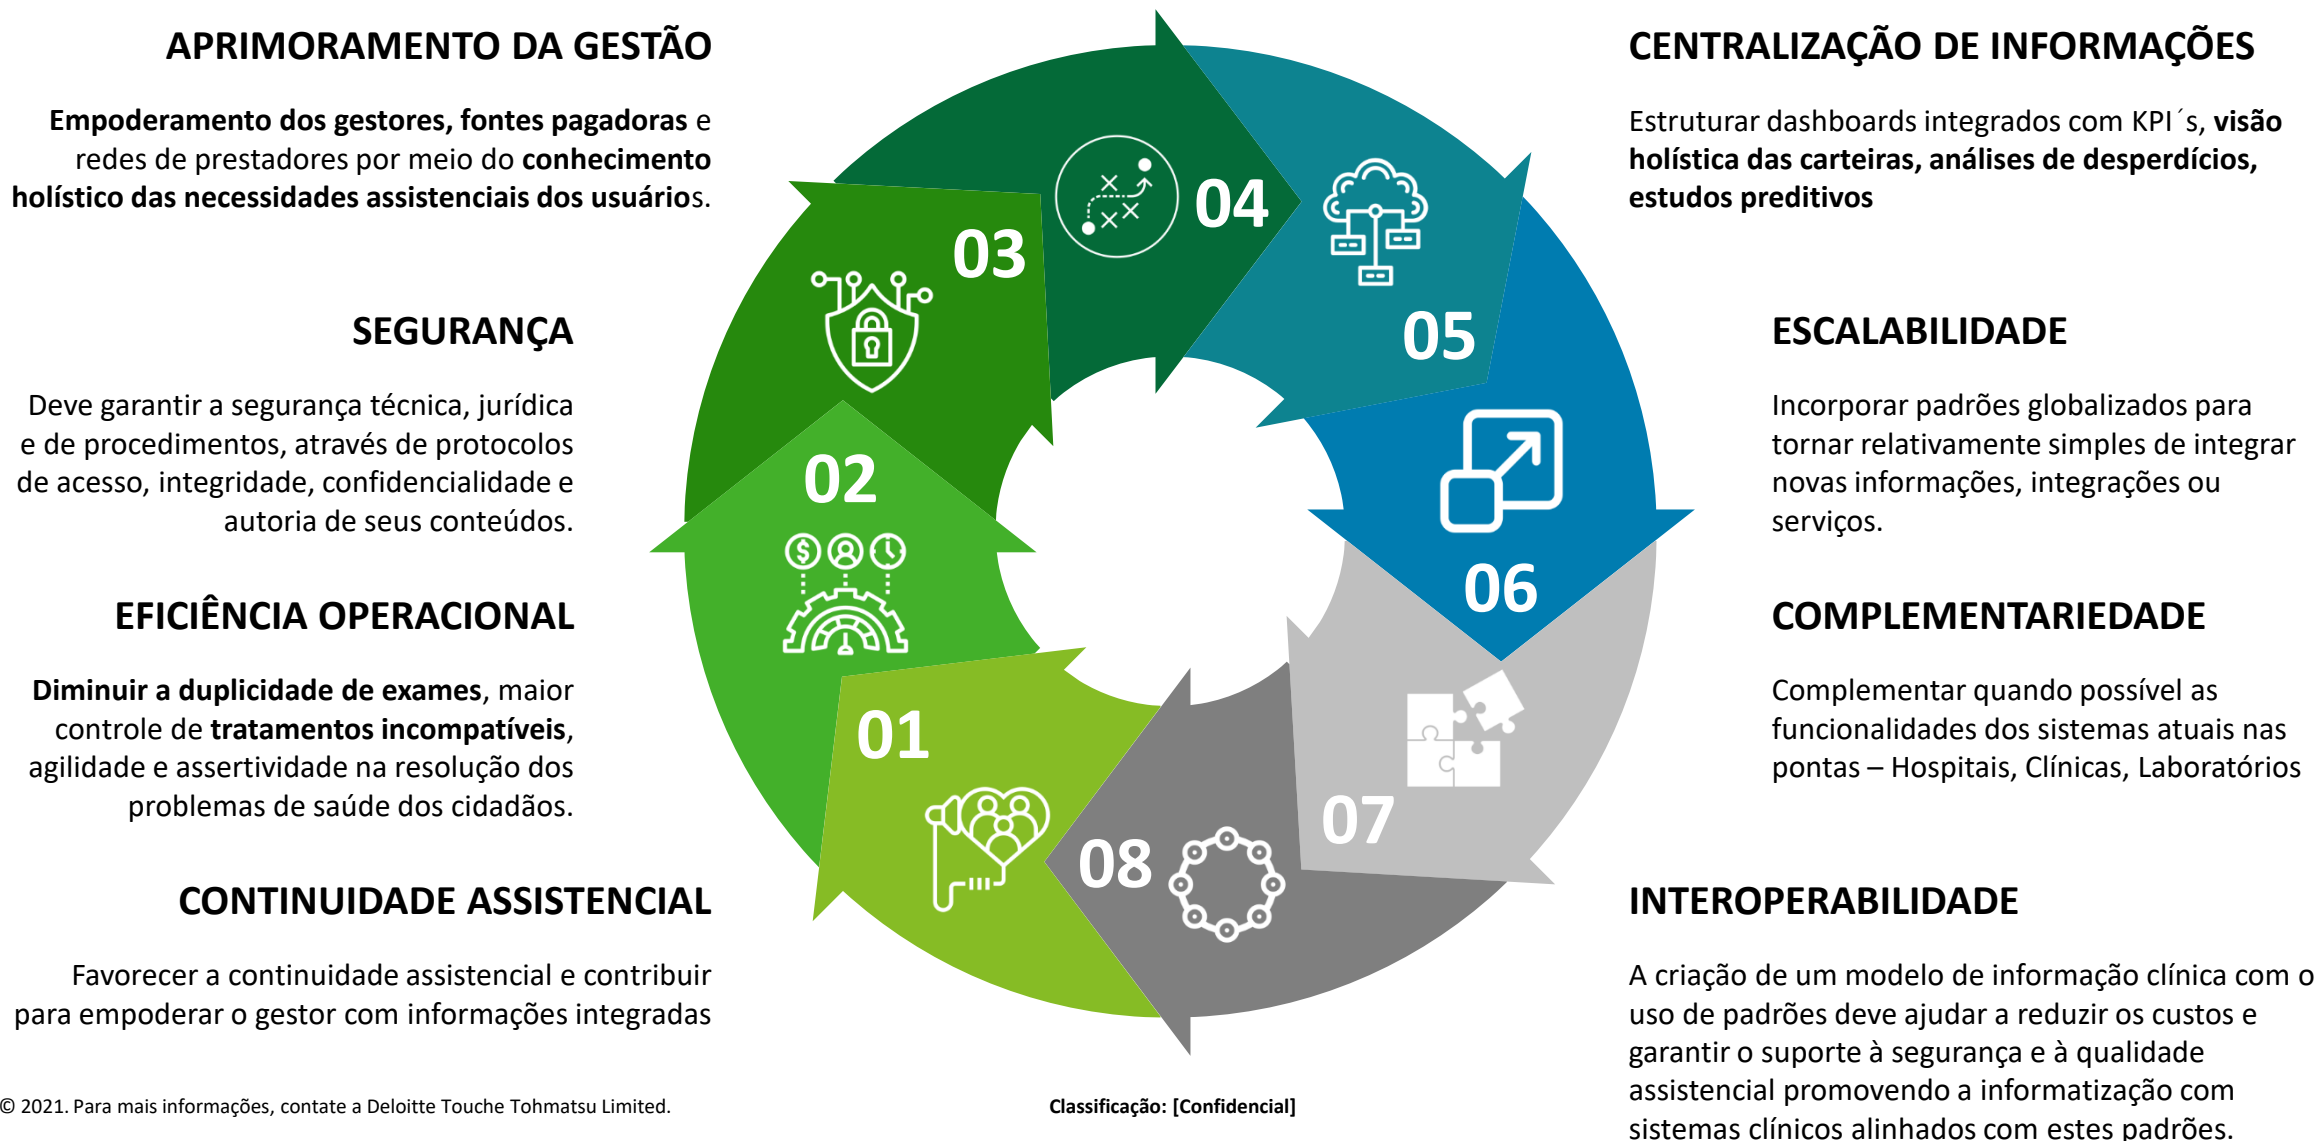 APRIMORAMENTO DA GESTÃO
Empoderamento dos gestores, fontes pagadoras e
redes de prestadores por meio do conhecimento
holístico das necessidades assistenciais dos usuários.
SEGURANÇA
Deve garantir a segurança técnica, jurídica
e de procedimentos, através de protocolos
de acesso, integridade, confidencialidade e
autoria de seus conteúdos.
EFICIÊNCIA OPERACIONAL
Diminuir a duplicidade de exames, maior
controle de tratamentos incompatíveis,
agilidade e assertividade na resolução dos
problemas de saúde dos cidadãos.
CONTINUIDADE ASSISTENCIAL
Favorecer a continuidade assistencial e contribuir
para empoderar o gestor com informações integradas
04
03
05
02
06
01
07
08
$
CENTRALIZAÇÃO DE INFORMAÇÕES
Estruturar dashboards integrados com KPI´s, visão
holística das carteiras, análises de desperdícios,
estudos preditivos
ESCALABILIDADE
Incorporar padrões globalizados para
tornar relativamente simples de integrar
novas informações, integrações ou
serviços.
COMPLEMENTARIEDADE
Complementar quando possível as
funcionalidades dos sistemas atuais nas
pontas – Hospitais, Clínicas, Laboratórios
INTEROPERABILIDADE
A criação de um modelo de informação clínica com o
uso de padrões deve ajudar a reduzir os custos e
garantir o suporte à segurança e à qualidade
assistencial promovendo a informatização com
sistemas clínicos alinhados com estes padrões.
© 2021. Para mais informações, contate a Deloitte Touche Tohmatsu Limited.
Classificação: [Confidencial]